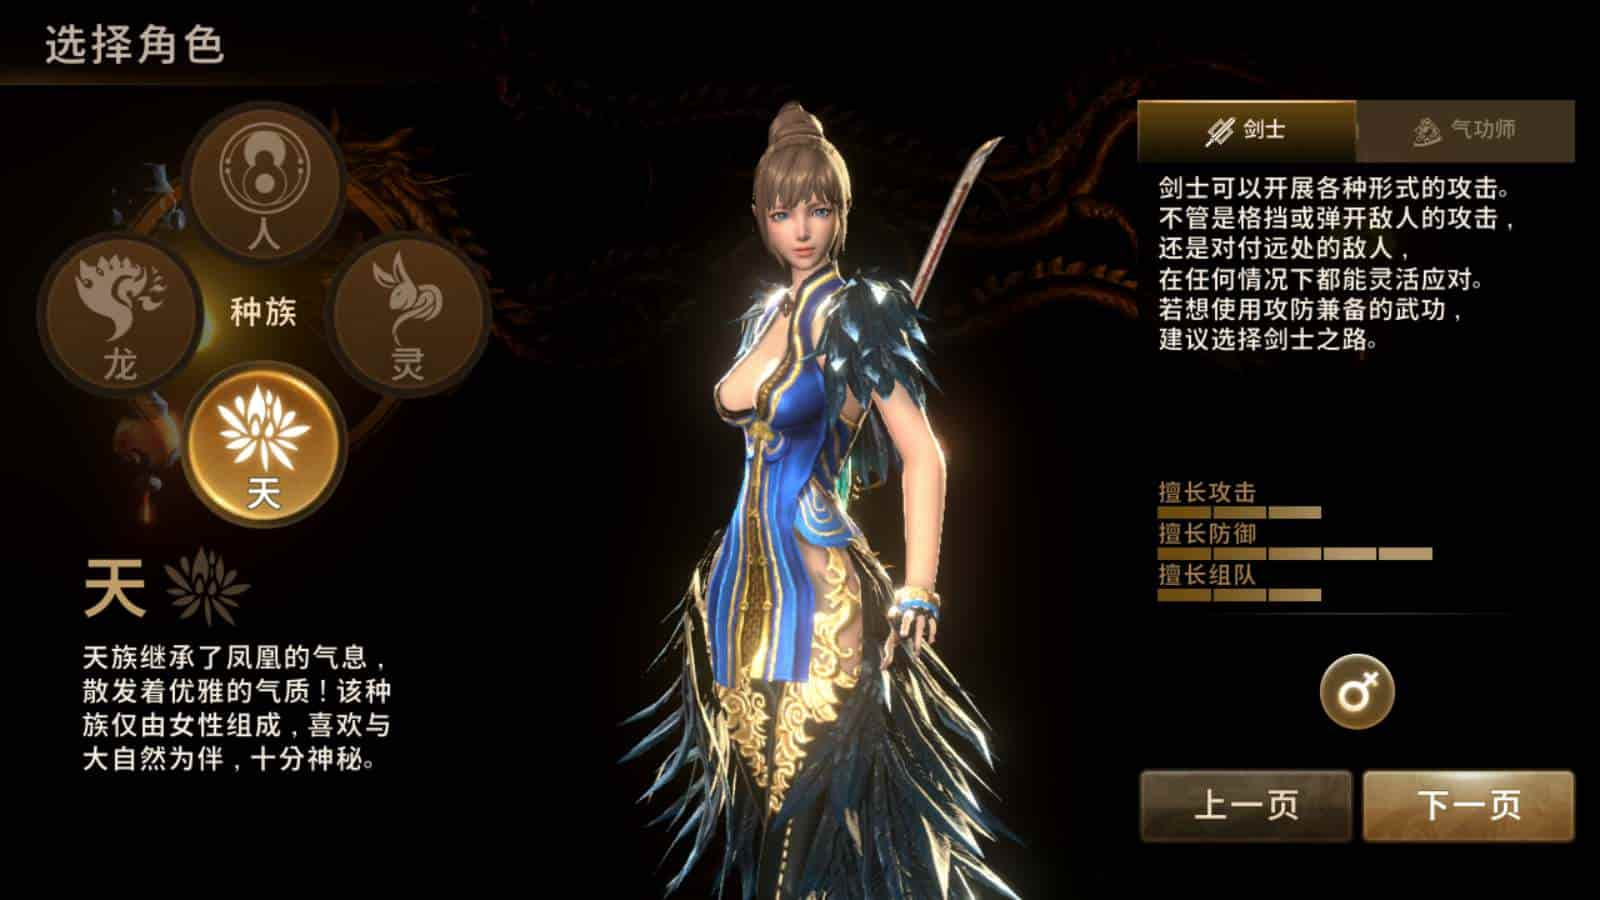 选择角色
人
龙
种族
灵
天
天
天族继承了凤凰的气息，
散发着优雅的气质！该种
族仅由女性组成，喜欢与
大自然为伴，十分神秘。
剑士
气功师
剑士可以开展各种形式的攻击。
不管是格挡或弹开敌人的攻击，
还是对付远处的敌人，
在任何情况下都能灵活应对。
若想使用攻防兼备的武功，
建议选择剑士之路。
擅长攻击
擅长防御
擅长组队
上一页
下一页